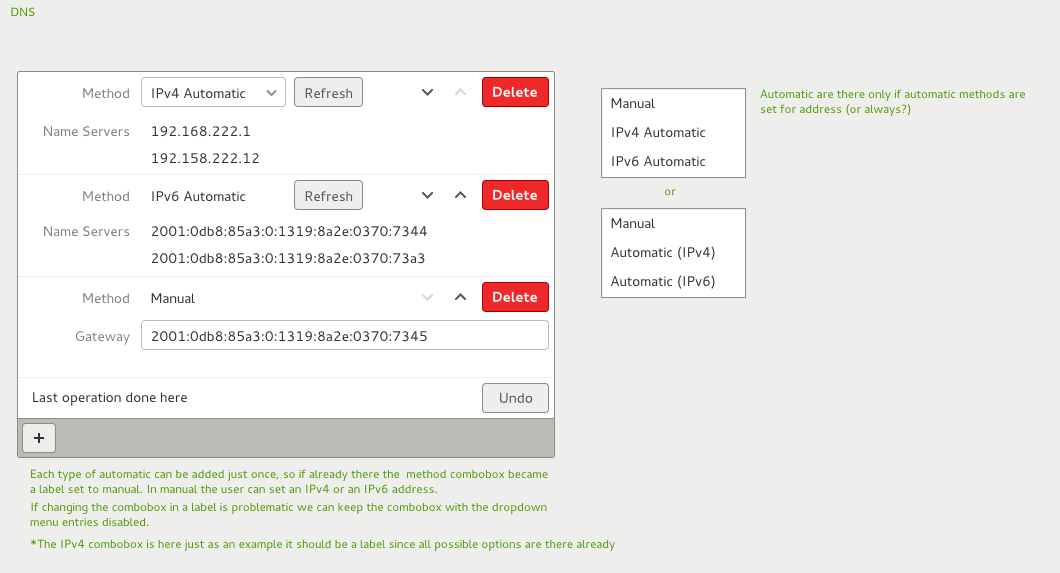 DNS
Method IPv4 Automatic Refresh Delete
Name Servers 192.168.222.1
192.158.222.12
Method IPv6 Automatic Refresh Delete
Name Servers 2001:0db8:85a3:0:1319:8a2e:0370:7344
2001:0db8:85a3:0:1319:8a2e:0370:73a3
Method Manual Delete
Gateway 2001:0db8:85a3:0:1319:8a2e:0370:7345
Last operation done here Undo
+
Each type of automatic can be added just once, so if already there the method combobox became
a label set to manual. In manual the user can set an IPv4 or an IPv6 address.
If changing the combobox in a label is problematic we can keep the combobox with the dropdown
menu entries disabled.
*The IPv4 combobox is here just as an example it should be a label since all possible options are there already
Manual
IPv4 Automatic
IPv6 Automatic
or
Manual
Automatic (IPv4)
Automatic (IPv6)
Automatic are there only if automatic methods are
set for address (or always?)